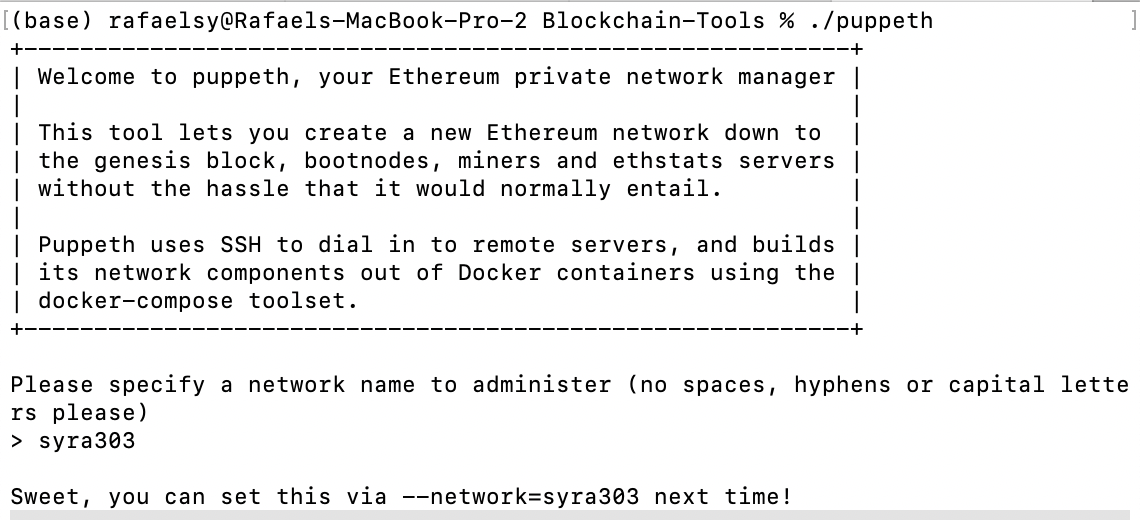 [(base) rafaelsy@Rafaels-MacBook-Pro-2 Blockchain-Tools % ./puppeth ]
+-----------------------------------------------------------+
| Welcome to puppeth, your Ethereum private network manager |
|                                                           |
| This tool lets you create a new Ethereum network down to  |
| the genesis block, bootnodes, miners and ethstats servers |
| without the hassle that it would normally entail.         |
|                                                           |
| Puppeth uses SSH to dial in to remote servers, and builds |
| its network components out of Docker containers using the |
| docker-compose toolset.                                   |
+-----------------------------------------------------------+
Please specify a network name to administer (no spaces, hyphens or capital lette
rs please)
> syra303
Sweet, you can set this via --network=syra303 next time!